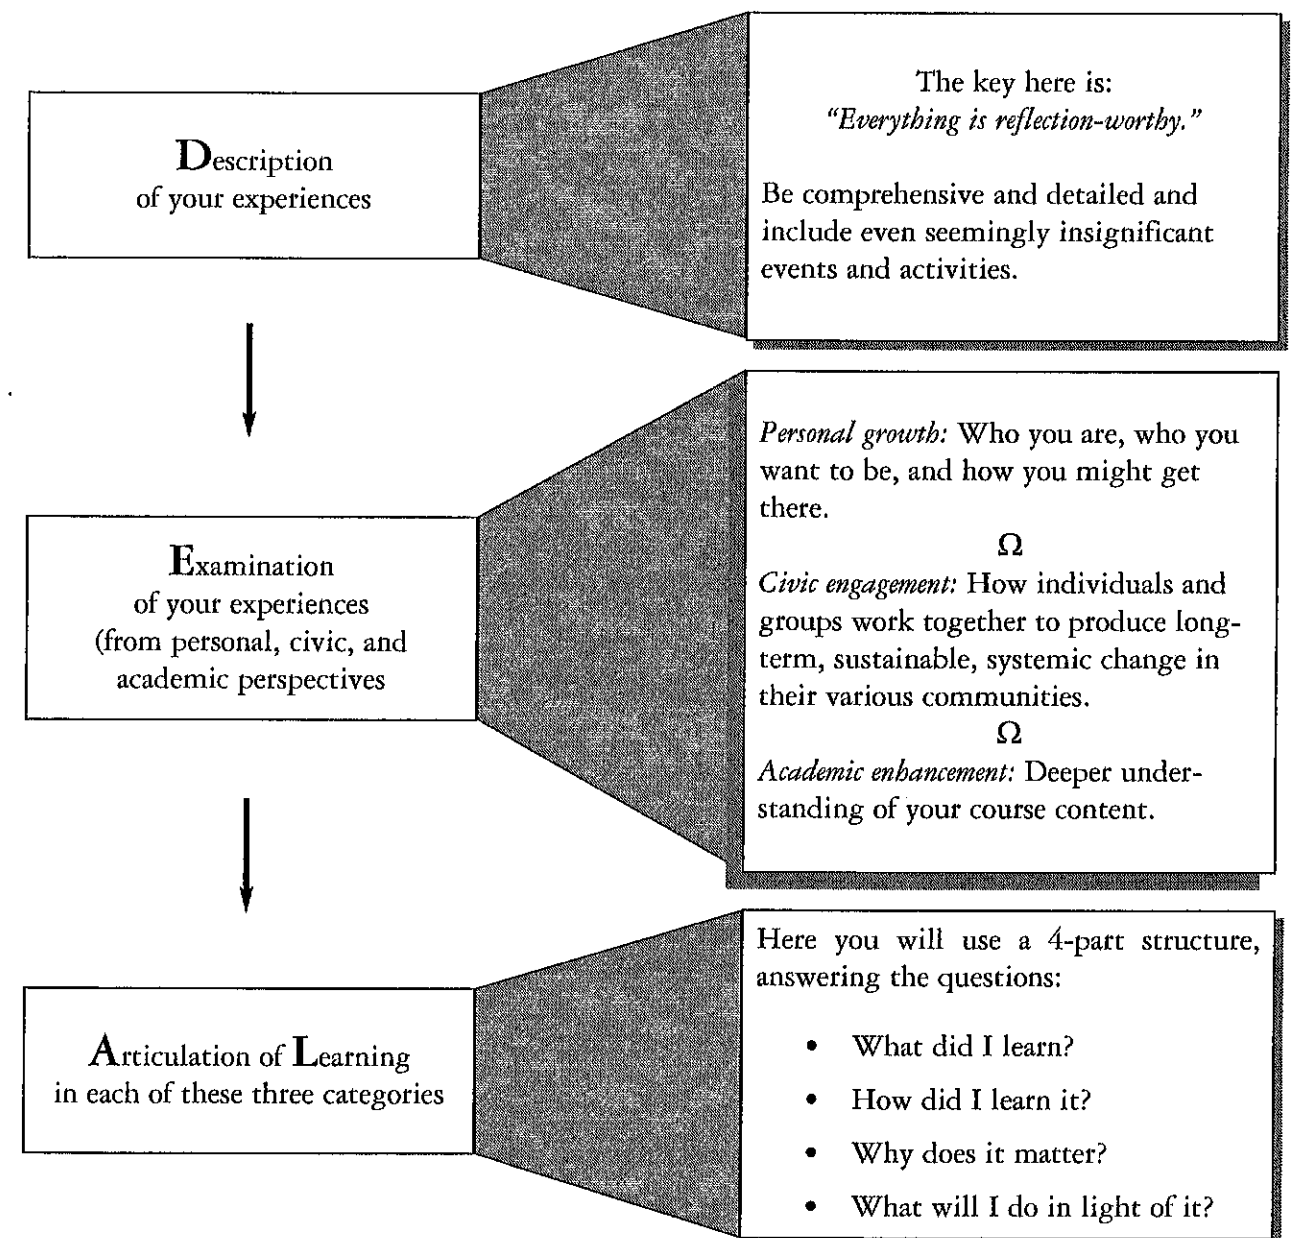 Description
of your experiences
The key here is:
“Everything is reflection-worthy.”
Be comprehensive and detailed and
include even seemingly insignificant
events and activities.
Examination
of your experiences
(from personal, civic, and
academic perspectives
Personal growth: Who you are, who you
want to be, and how you might get
there.
Ω
Civic engagement: How individuals and
groups work together to produce long-
term, sustainable, systemic change in
their various communities.
Ω
Academic enhancement: Deeper under-
standing of your course content.
Articulation of Learning
in each of these three categories
Here you will use a 4-part structure,
answering the questions:
• What did I learn?
• How did I learn it?
• Why does it matter?
• What will I do in light of it?